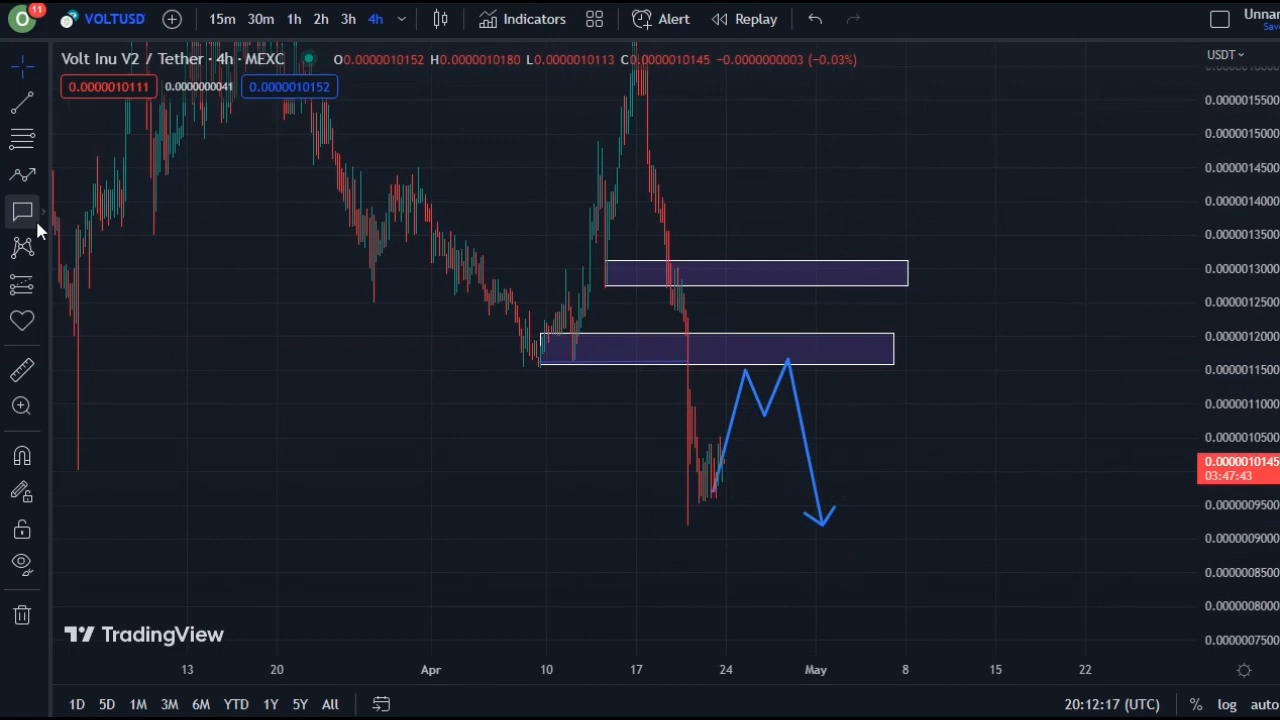 11
VOLTUSD 15m 30m 1h 2h 3h 4h Indicators Alert Replay
Unnar
Save
Volt Inu V2 / Tether · 4h · MEXC O0.0000010152 H0.0000010180 L0.0000010113 C0.0000010145 −0.0000000003 (−0.03%)
USDT
0.0000010111 0.0000000041 0.0000010152
0.0000015500
0.0000015000
0.0000014500
0.0000014000
0.0000013500
0.0000013000
0.0000012500
0.0000012000
0.0000011500
0.0000011000
0.0000010500
0.0000010145
03:47:43
0.0000009500
0.0000009000
0.0000008500
0.0000008000
0.0000007500
TradingView
13 20 Apr 10 17 24 May 8 15 22
1D 5D 1M 3M 6M YTD 1Y 5Y All 20:12:17 (UTC) % log auto